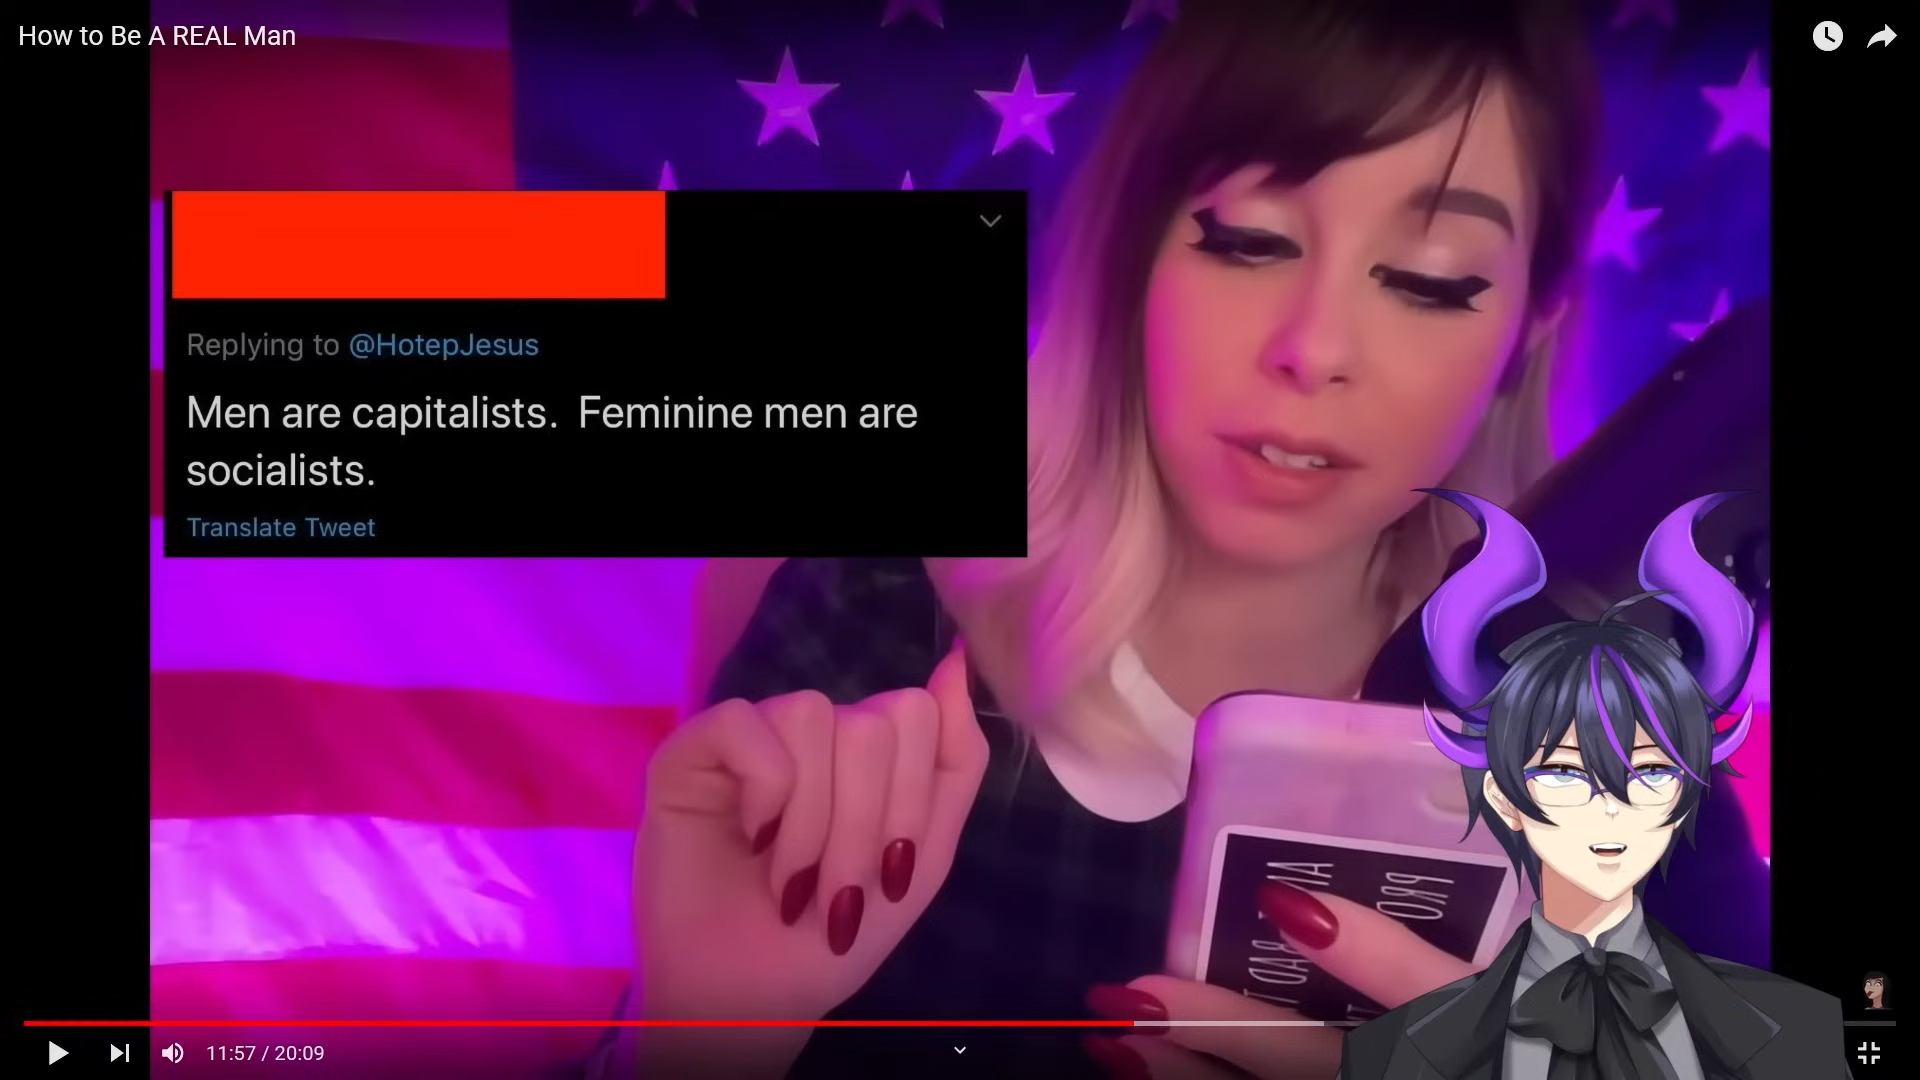 How to Be A REAL Man
Replying to @HotepJesus
Men are capitalists.  Feminine men are
socialists.
Translate Tweet
11:57 / 20:09